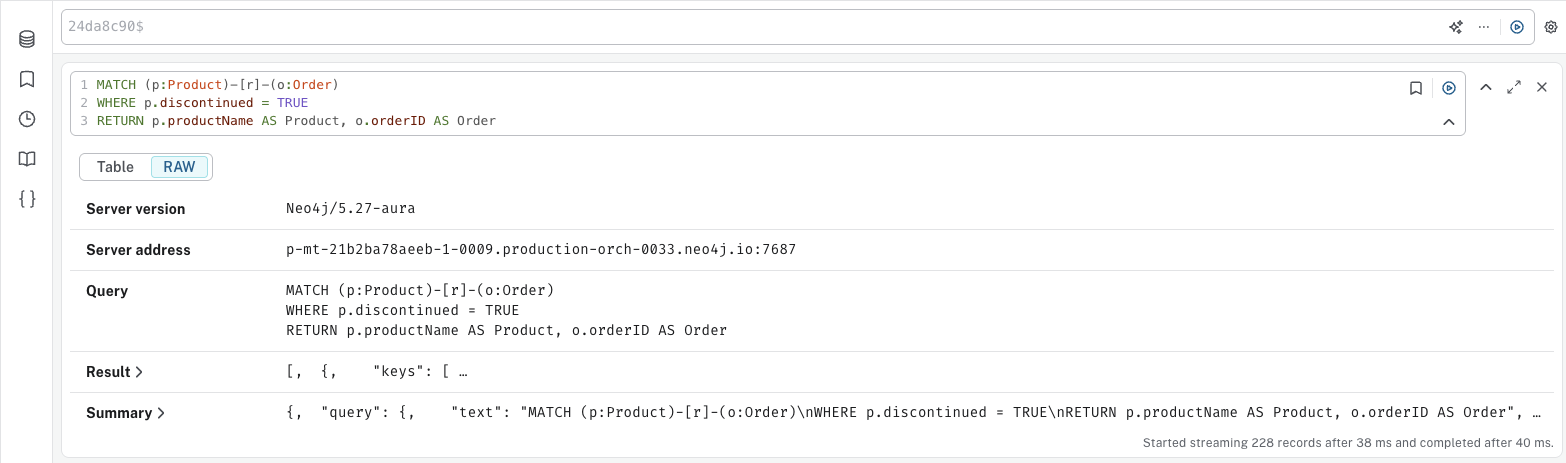 24da8c90$
1 MATCH (p:Product)-[r]-(o:Order)
2 WHERE p.discontinued = TRUE
3 RETURN p.productName AS Product, o.orderID AS Order
Table RAW
Server version Neo4j/5.27-aura
Server address p-mt-21b2ba78aeeb-1-0009.production-orch-0033.neo4j.io:7687
Query MATCH (p:Product)-[r]-(o:Order)
WHERE p.discontinued = TRUE
RETURN p.productName AS Product, o.orderID AS Order
Result [, {, "keys": [ …
Summary {, "query": {, "text": "MATCH (p:Product)-[r]-(o:Order)\nWHERE p.discontinued = TRUE\nRETURN p.productName AS Product, o.orderID AS Order", …
Started streaming 228 records after 38 ms and completed after 40 ms.